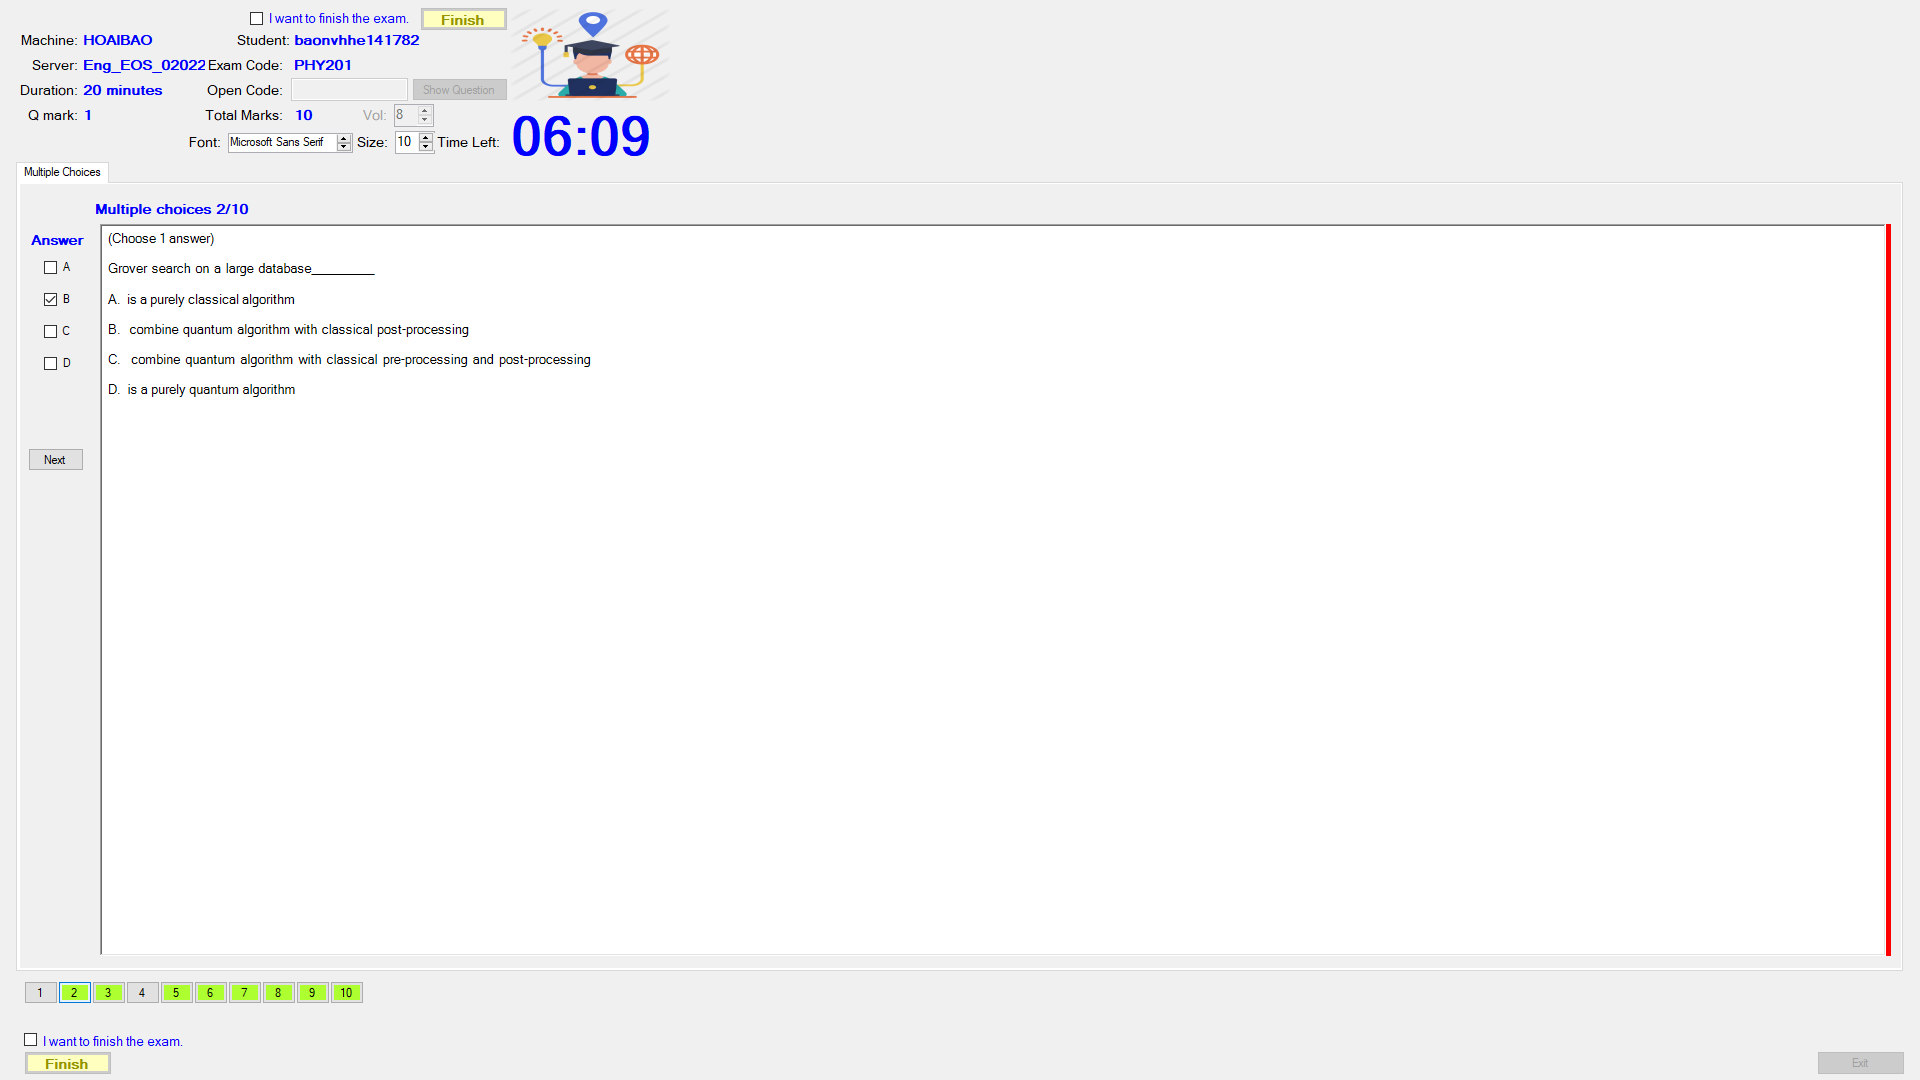 I want to finish the exam. Finish
Machine: HOAIBAO Student: baonvhhe141782
Server: Eng_EOS_02022 Exam Code: PHY201
Duration: 20 minutes Open Code: Show Question
Q mark: 1 Total Marks: 10 Vol: 8
Font: Microsoft Sans Serif Size: 10 Time Left: 06:09
Multiple Choices
Multiple choices 2/10
Answer
A
B
C
D
Next
(Choose 1 answer)
Grover search on a large database_________
A. is a purely classical algorithm
B. combine quantum algorithm with classical post-processing
C. combine quantum algorithm with classical pre-processing and post-processing
D. is a purely quantum algorithm
1 2 3 4 5 6 7 8 9 10
I want to finish the exam.
Finish
Exit